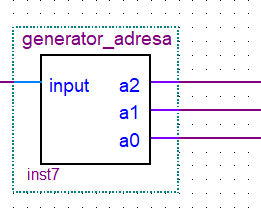 generator_adresa
input a2
a1
a0
inst7